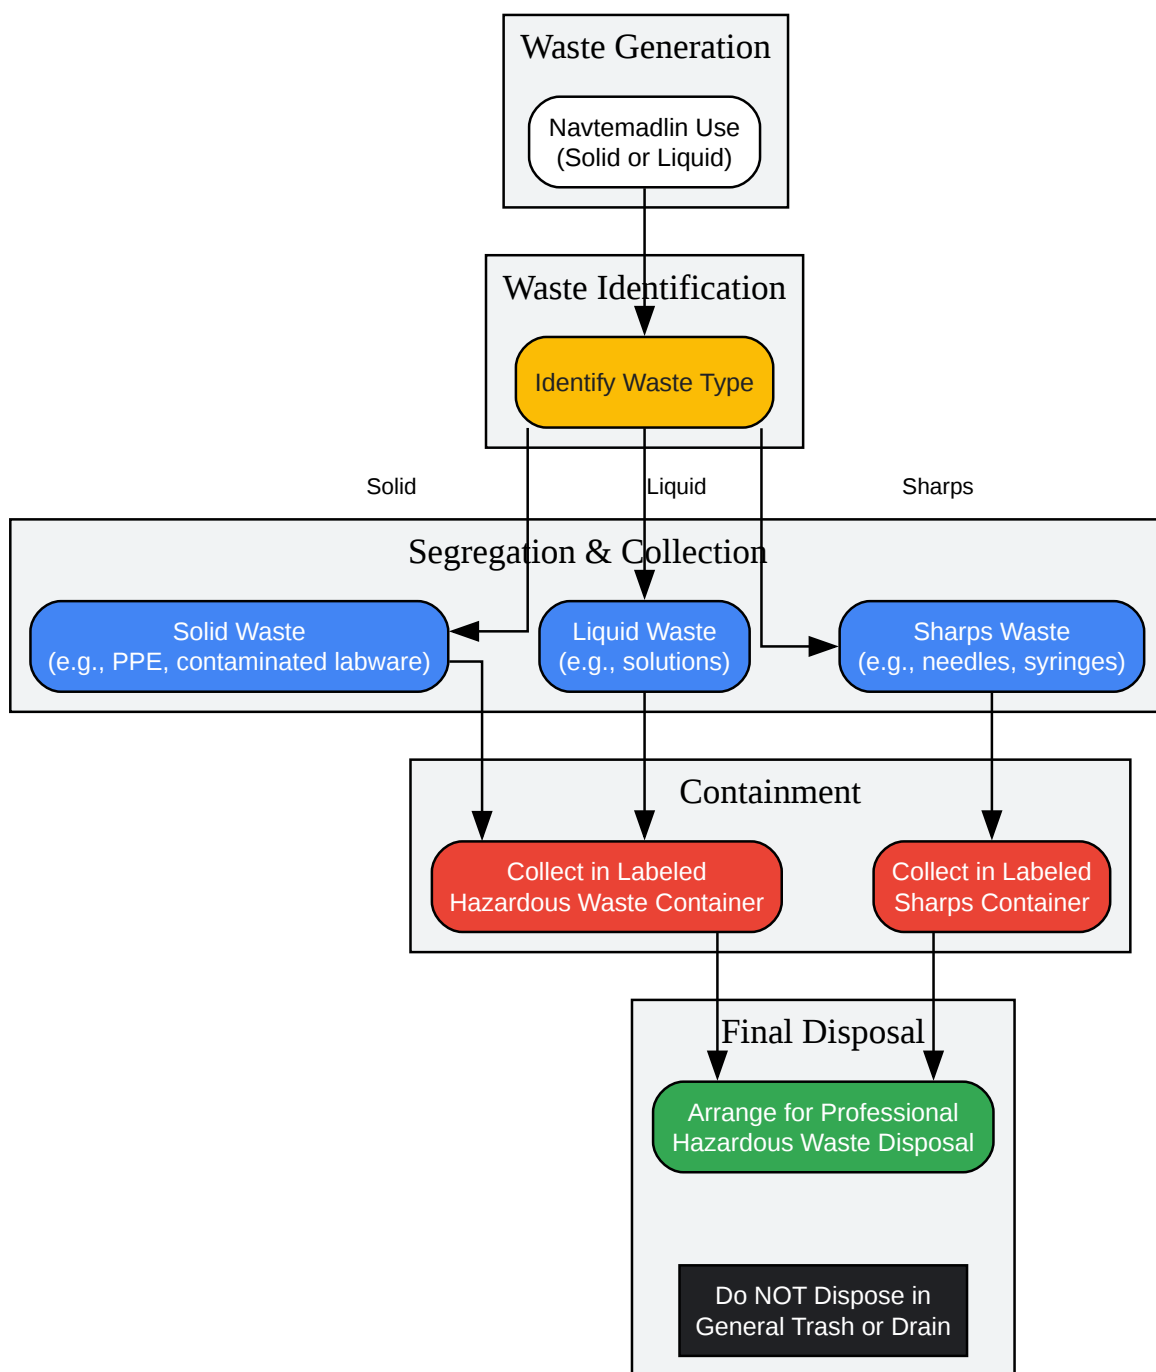 Waste Generation
Navtemadlin Use
(Solid or Liquid)
Waste Identification
Identify Waste Type
Solid
Liquid
Sharps
Segregation & Collection
Solid Waste
(e.g., PPE, contaminated labware)
Liquid Waste
(e.g., solutions)
Sharps Waste
(e.g., needles, syringes)
Containment
Collect in Labeled
Hazardous Waste Container
Collect in Labeled
Sharps Container
Final Disposal
Arrange for Professional
Hazardous Waste Disposal
Do NOT Dispose in
General Trash or Drain